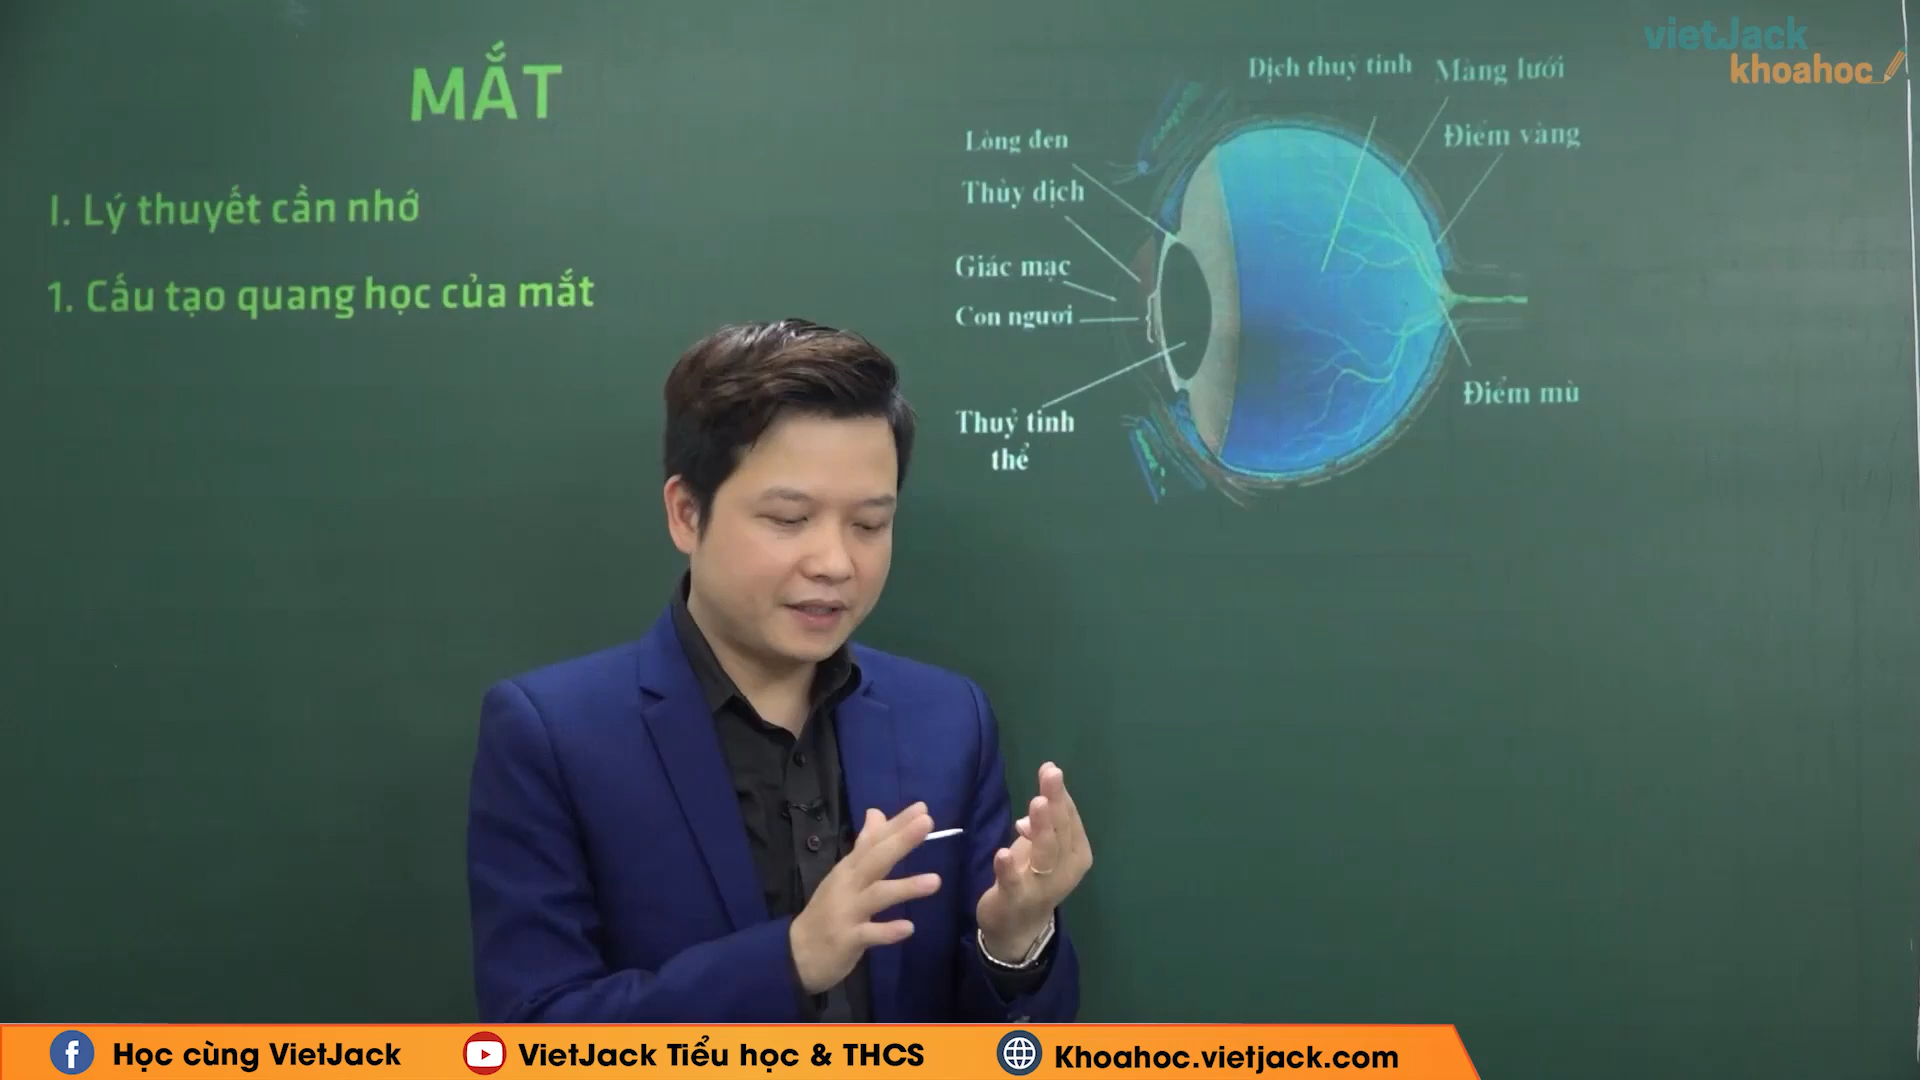 vietJack
khoahoc
MẮT
I. Lý thuyết cần nhớ
1. Cấu tạo quang học của mắt
Dịch thuỷ tinh
Màng lưới
Lòng đen
Điểm vàng
Thủy dịch
Giác mạc
Con ngươi
Điểm mù
Thuỷ tinh
thể
Học cùng VietJack
VietJack Tiểu học & THCS
Khoahoc.vietjack.com